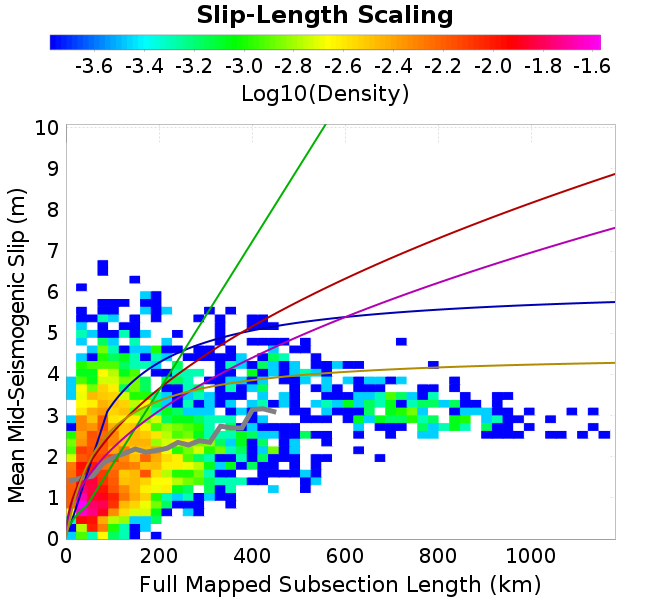 Slip-Length Scaling
-3.6 -3.4 -3.2 -3.0 -2.8 -2.6 -2.4 -2.2 -2.0 -1.8 -1.6
Log10(Density)
10
9
8
7
6
5
4
3
2
1
0
Mean Mid-Seismogenic Slip (m)
0 200 400 600 800 1000
Full Mapped Subsection Length (km)